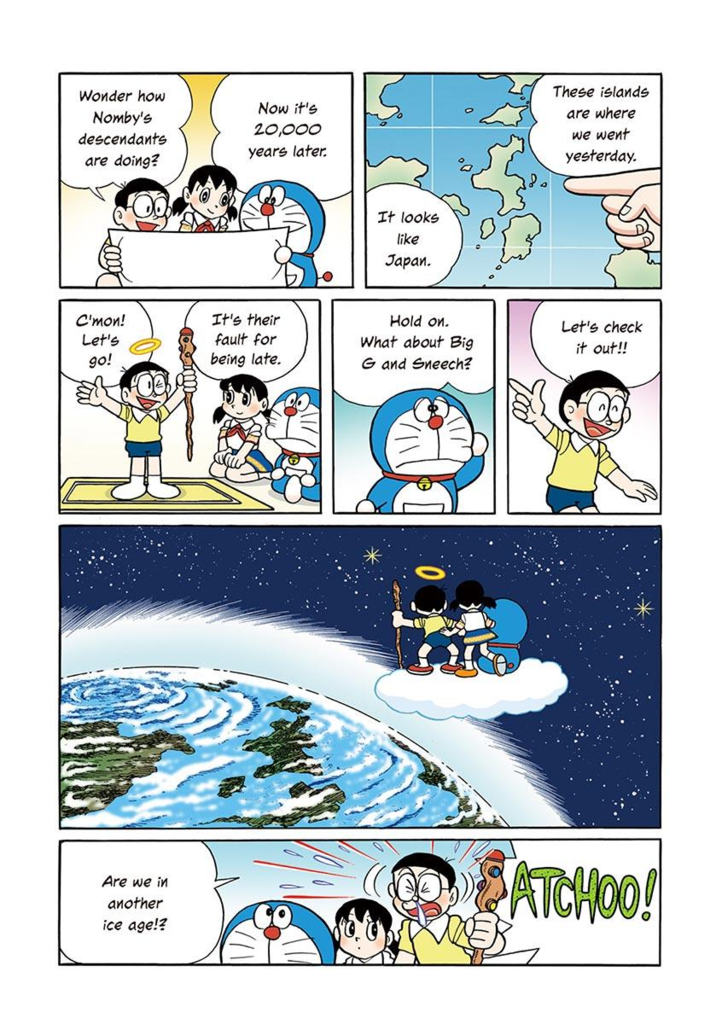 Wonder how
Nomby's
descendants
are doing?
Now it's
20,000
years later.
These islands
are where
we went
yesterday.
It looks
like
Japan.
C'mon!
Let's
go!
It's their
fault for
being late.
Hold on.
What about Big
G and Sneech?
Let's check
it out!!
Are we in
another
ice age!?
ATCHOO!